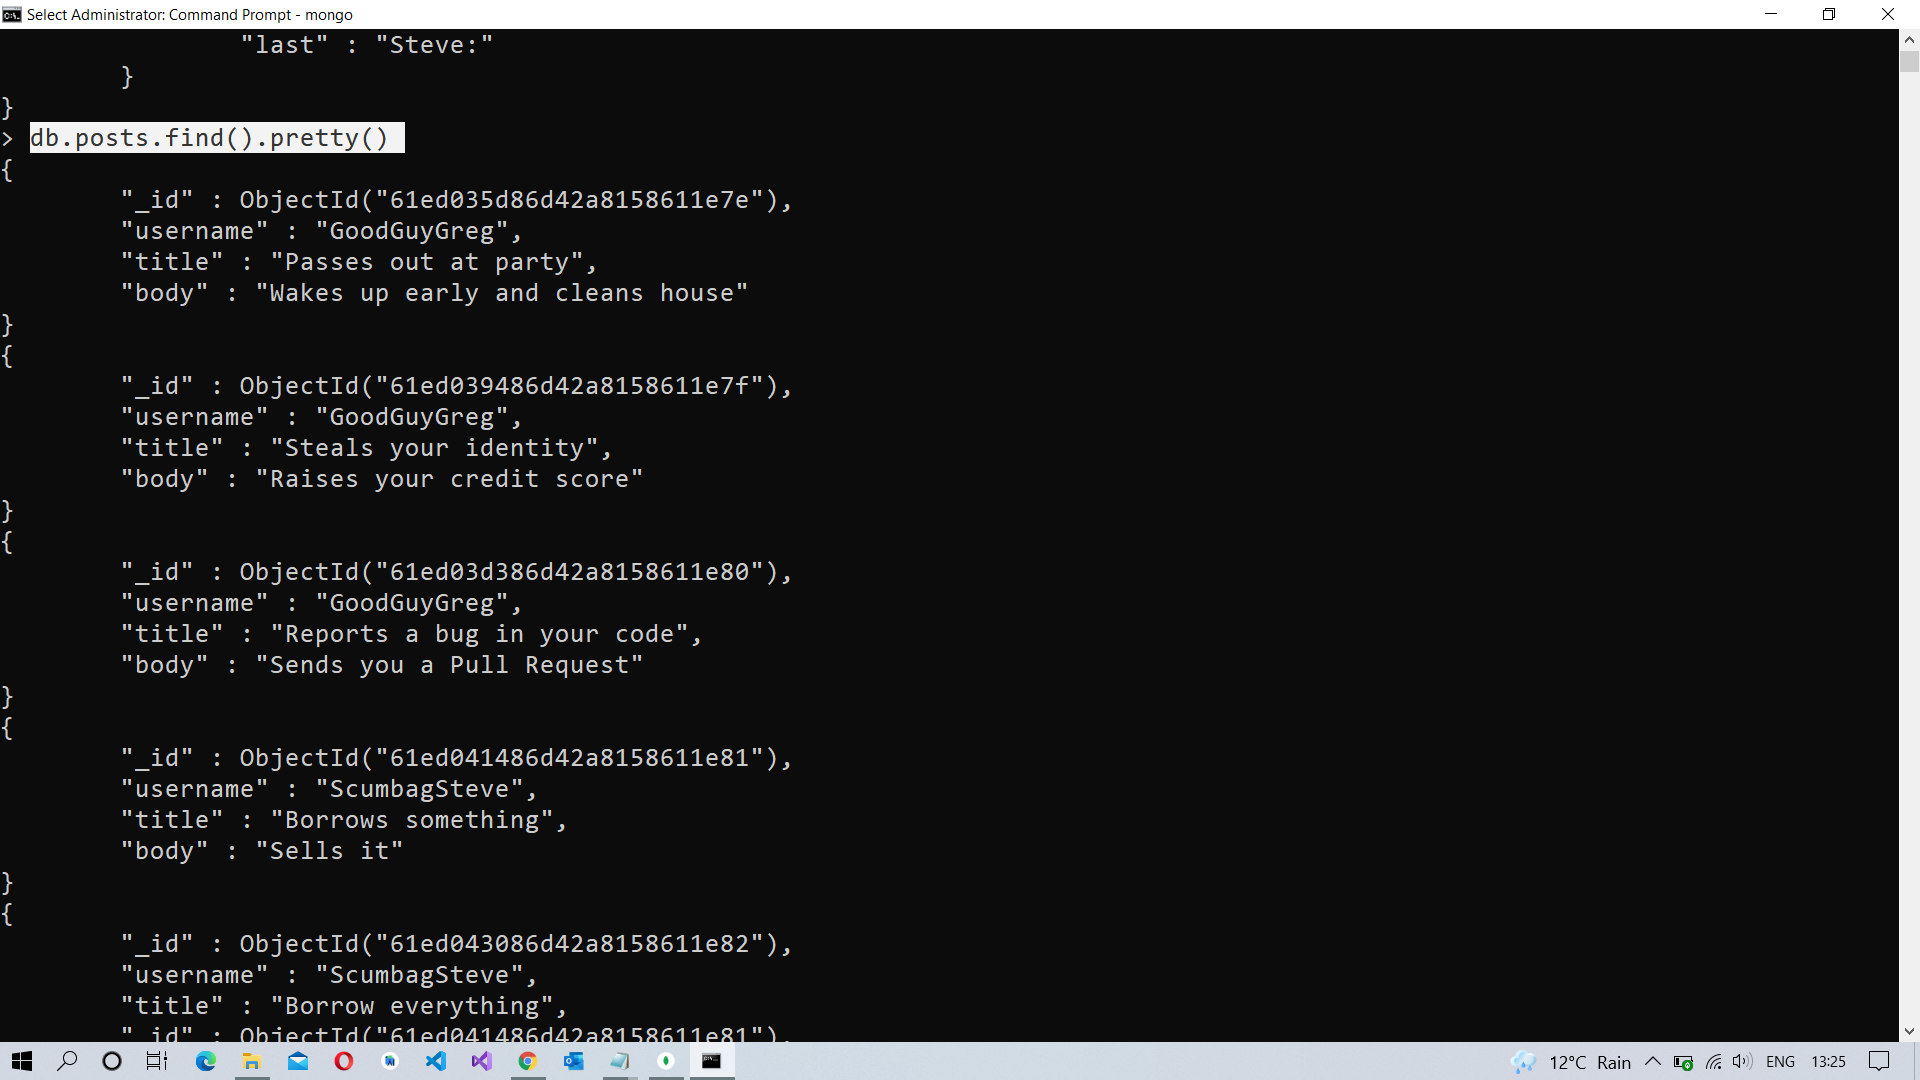 Select Administrator: Command Prompt - mongo
"last" : "Steve:"
}
}
> db.posts.find().pretty()
{
"_id" : ObjectId("61ed035d86d42a8158611e7e"),
"username" : "GoodGuyGreg",
"title" : "Passes out at party",
"body" : "Wakes up early and cleans house"
}
{
"_id" : ObjectId("61ed039486d42a8158611e7f"),
"username" : "GoodGuyGreg",
"title" : "Steals your identity",
"body" : "Raises your credit score"
}
{
"_id" : ObjectId("61ed03d386d42a8158611e80"),
"username" : "GoodGuyGreg",
"title" : "Reports a bug in your code",
"body" : "Sends you a Pull Request"
}
{
"_id" : ObjectId("61ed041486d42a8158611e81"),
"username" : "ScumbagSteve",
"title" : "Borrows something",
"body" : "Sells it"
}
{
"_id" : ObjectId("61ed043086d42a8158611e82"),
"username" : "ScumbagSteve",
"title" : "Borrow everything",
"_id" : ObjectId("61ed041486d42a8158611e81"),
12°C Rain ENG 13:25